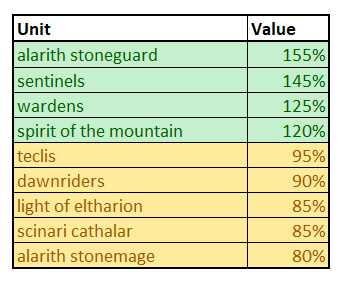 Unit Value
alarith stoneguard 155%
sentinels 145%
wardens 125%
spirit of the mountain 120%
teclis 95%
dawnriders 90%
light of eltharion 85%
scinari cathalar 85%
alarith stonemage 80%